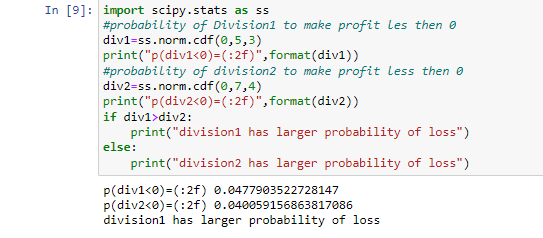 In [9]: import scipy.stats as ss
#probability of Division1 to make profit les then 0
div1=ss.norm.cdf(0,5,3)
print("p(div1<0)=(:2f)",format(div1))
#probability of division2 to make profit less then 0
div2=ss.norm.cdf(0,7,4)
print("p(div2<0)=(:2f)",format(div2))
if div1>div2:
    print("division1 has larger probability of loss")
else:
    print("division2 has larger probability of loss")
p(div1<0)=(:2f) 0.0477903522728147
p(div2<0)=(:2f) 0.040059156863817086
division1 has larger probability of loss